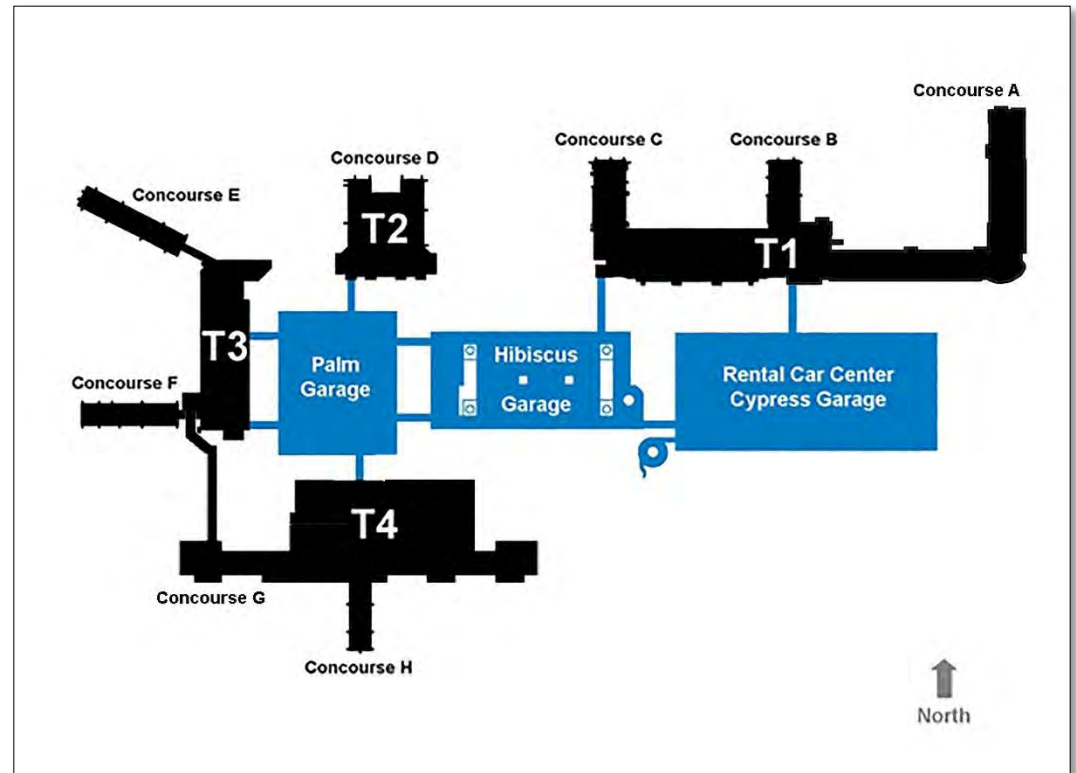 Concourse A
Concourse C
Concourse B
Concourse D
Concourse E
T2
T1
T3
Palm
Garage
Hibiscus
Garage
Rental Car Center
Cypress Garage
Concourse F
T4
Concourse G
Concourse H
North